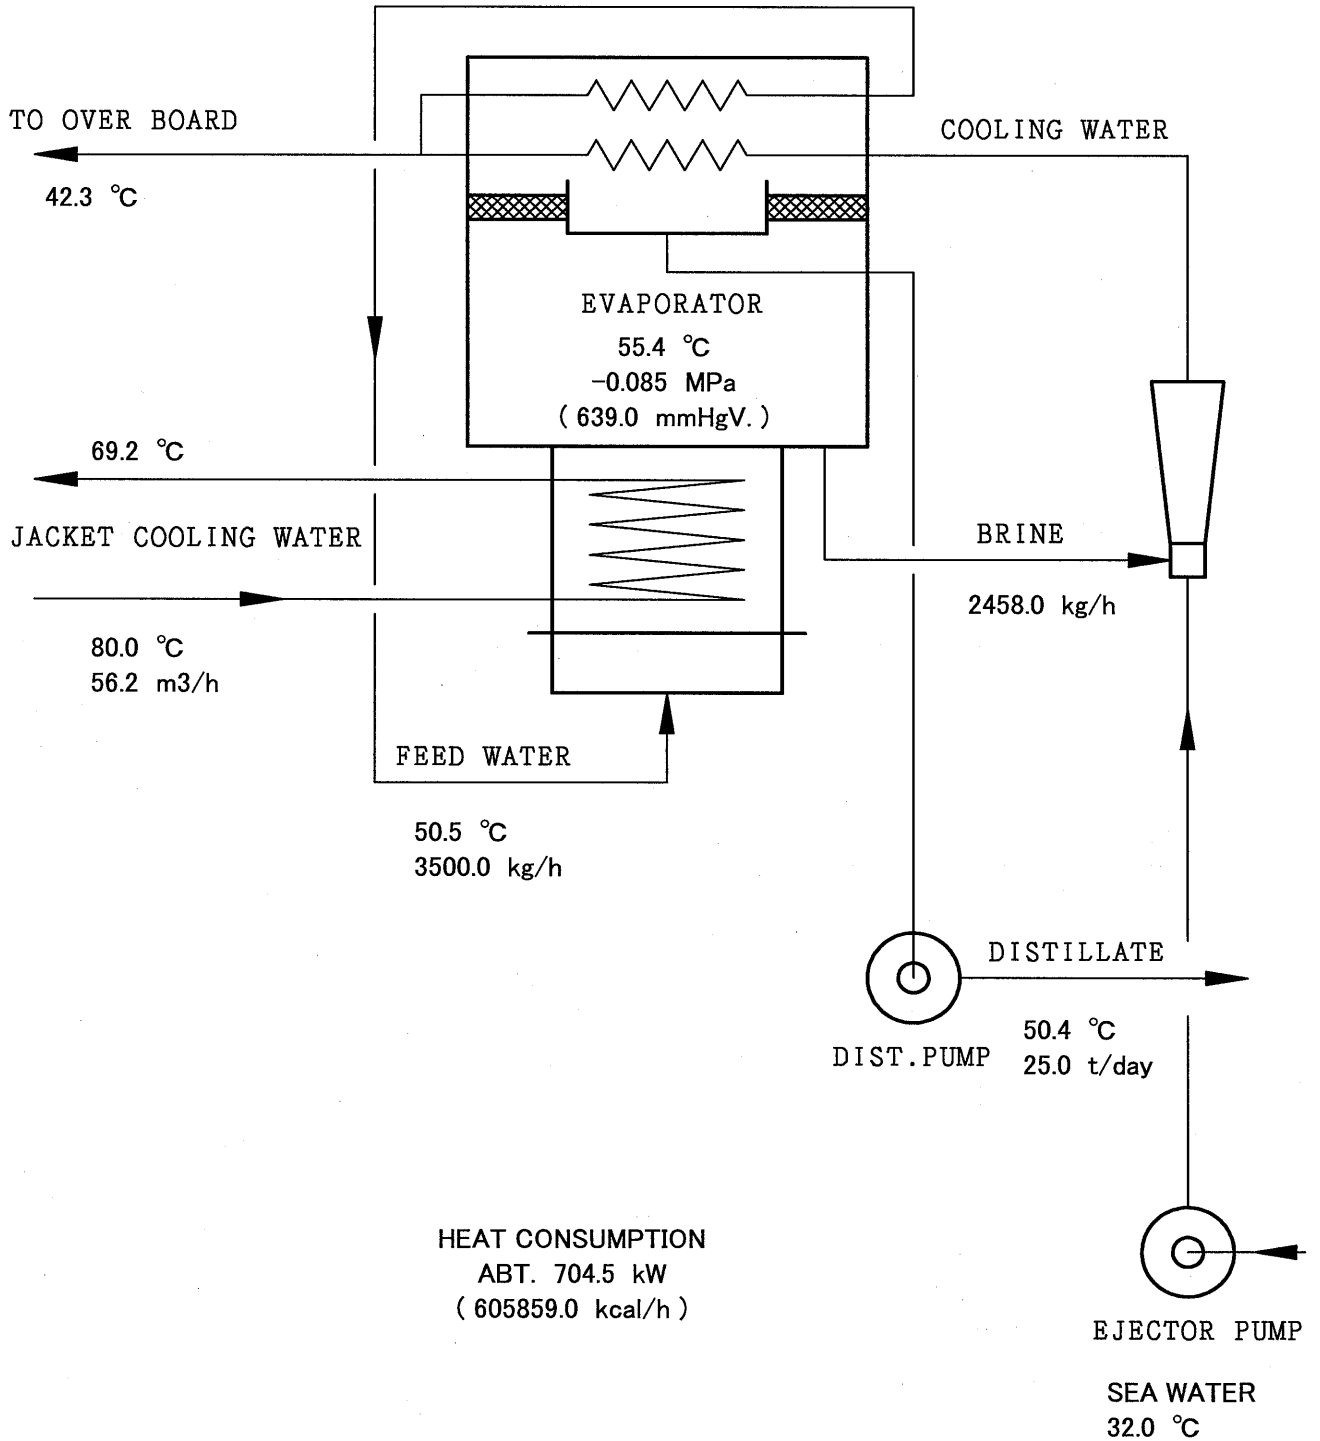 TO OVER BOARD
42.3 ℃
COOLING WATER
EVAPORATOR
55.4 ℃
-0.085 MPa
( 639.0 mmHgV. )
69.2 ℃
JACKET COOLING WATER
80.0 ℃
56.2 m3/h
BRINE
2458.0 kg/h
FEED WATER
50.5 ℃
3500.0 kg/h
DISTILLATE
50.4 ℃
25.0 t/day
DIST.PUMP
HEAT CONSUMPTION
ABT. 704.5 kW
( 605859.0 kcal/h )
EJECTOR PUMP
SEA WATER
32.0 ℃